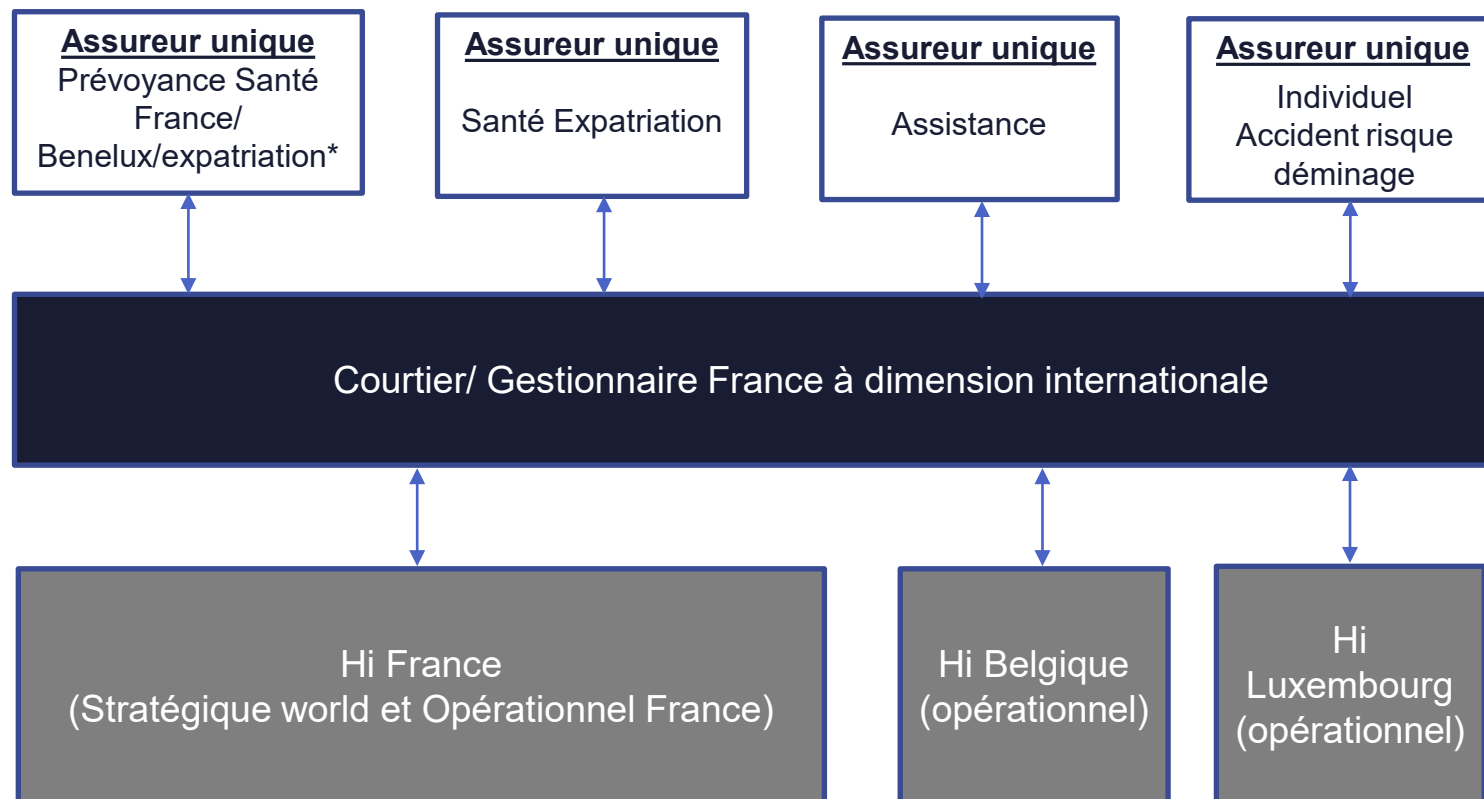 Assureur unique
Prévoyance Santé
France/
Benelux/expatriation*
Assureur unique
Santé Expatriation
Assureur unique
Assistance
Assureur unique
Individuel
Accident risque
déminage
Courtier/ Gestionnaire France à dimension internationale
Hi France
(Stratégique world et Opérationnel France)
Hi Belgique
(opérationnel)
Hi
Luxembourg
(opérationnel)